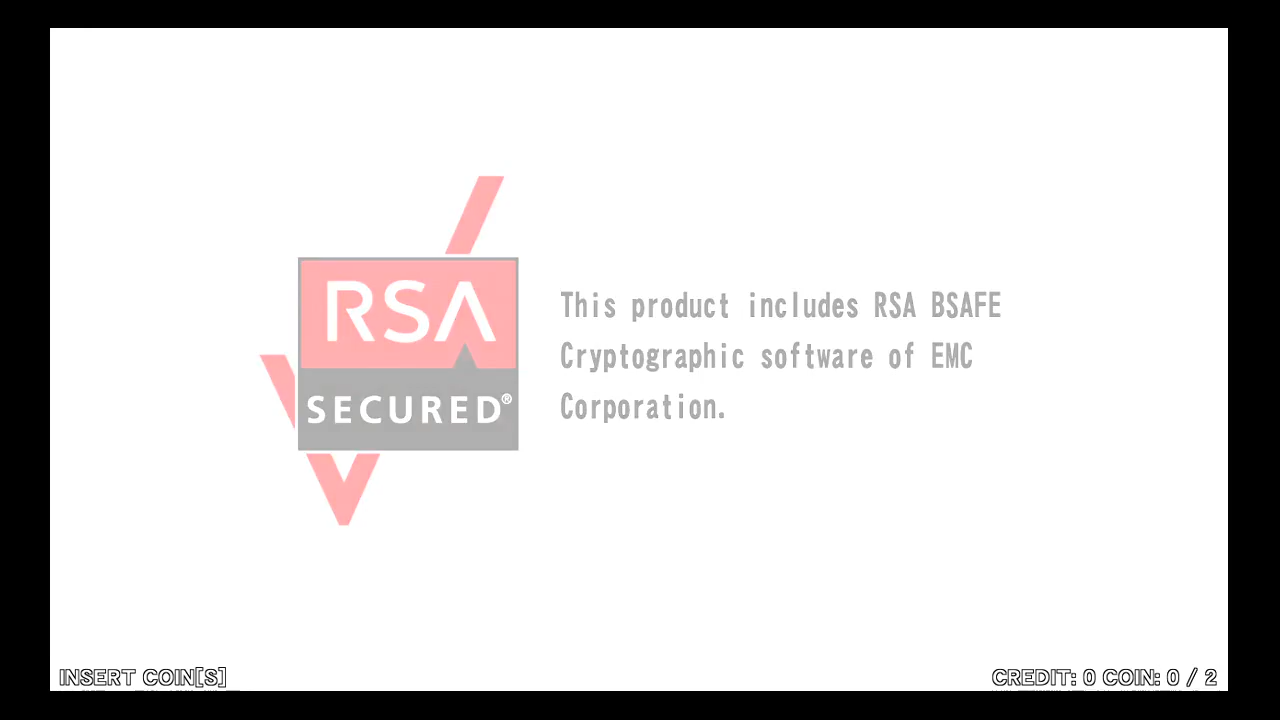 RSA
SECURED®
This product includes RSA BSAFE
Cryptographic software of EMC
Corporation.
INSERT COIN[S]
CREDIT: 0 COIN: 0 / 2